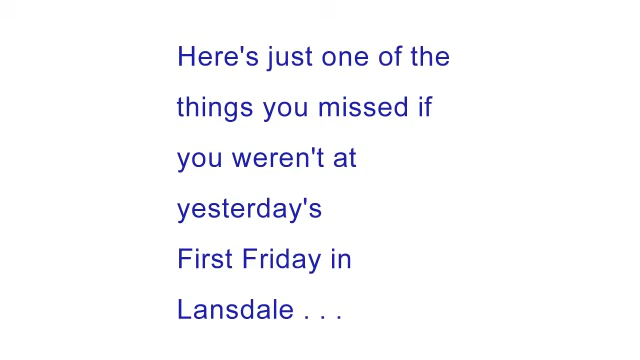 Here's just one of the
things you missed if
you weren't at
yesterday's
First Friday in
Lansdale . . .